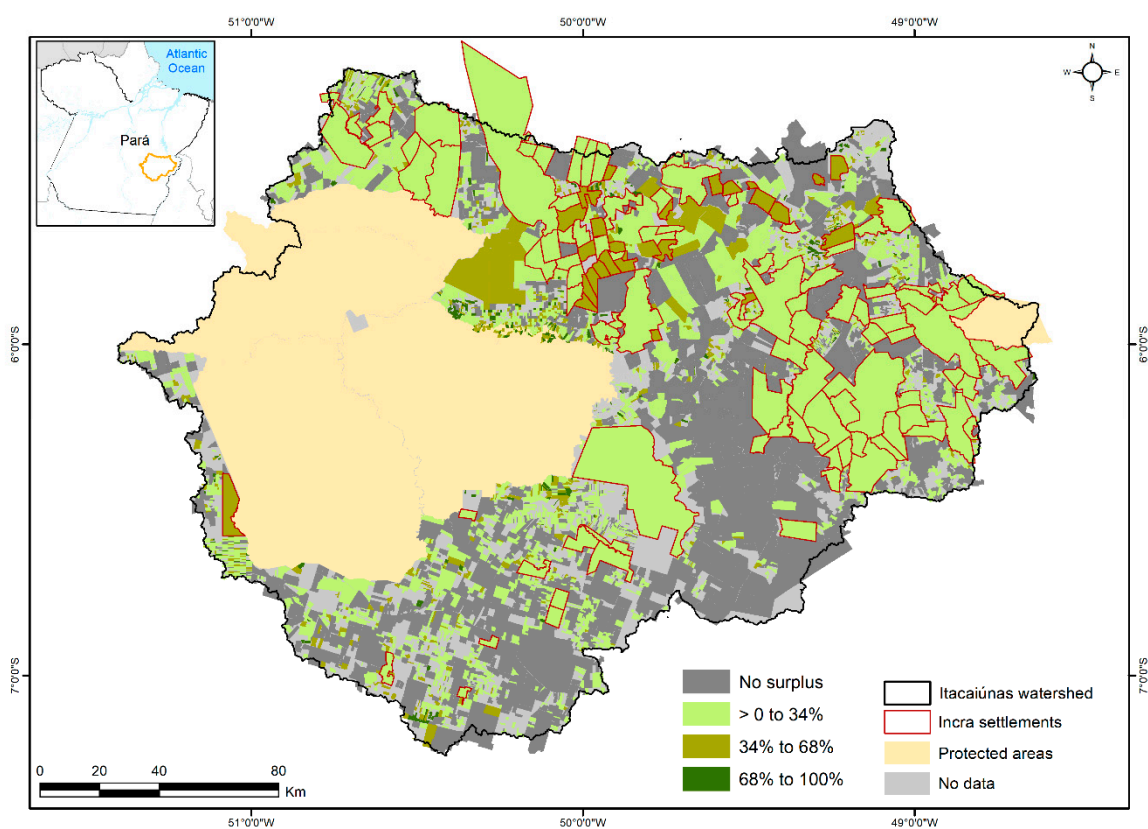 51°0'0"W
50°0'0"W
49°0'0"W
Atlantic
Ocean
Pará
N
W
E
S
6°0'0"S
6°0'0"S
7°0'0"S
7°0'0"S
No surplus
> 0 to 34%
34% to 68%
68% to 100%
Itacaiúnas watershed
Incra settlements
Protected areas
No data
0
20
40
80
Km
51°0'0"W
50°0'0"W
49°0'0"W